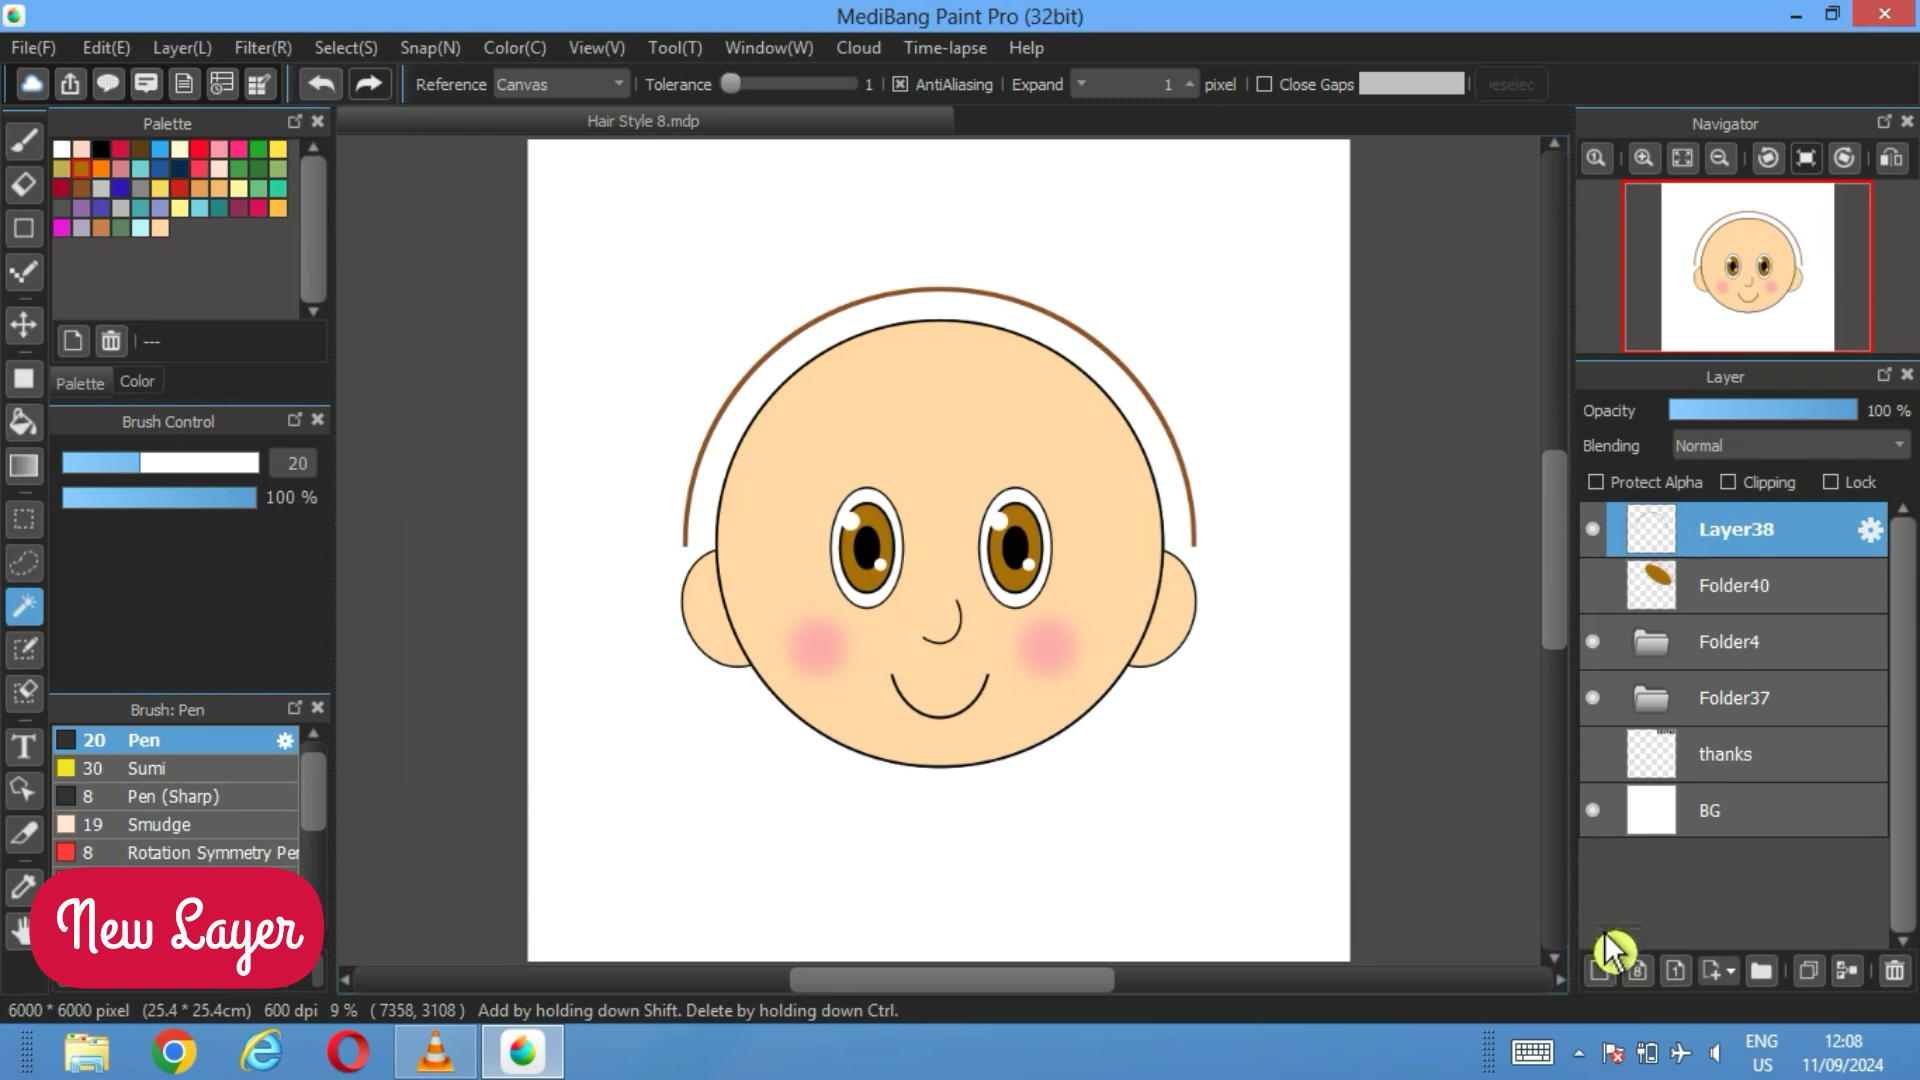 MediBang Paint Pro (32bit)
File(F) Edit(E) Layer(L) Filter(R) Select(S) Snap(N) Color(C) View(V) Tool(T) Window(W) Cloud Time-lapse Help
Reference Canvas Tolerance 1 AntiAliasing Expand 1 pixel Close Gaps
Palette
Hair Style 8.mdp
Navigator
---
Palette Color
Brush Control
20
100 %
Brush: Pen
20 Pen
30 Sumi
8 Pen (Sharp)
19 Smudge
8 Rotation Symmetry Per
New Layer
Layer
Opacity 100 %
Blending Normal
Protect Alpha Clipping Lock
Layer38
Folder40
Folder4
Folder37
thanks
BG
6000 * 6000 pixel (25.4 * 25.4cm) 600 dpi 9 % ( 7358, 3108 ) Add by holding down Shift. Delete by holding down Ctrl.
ENG
US
12:08
11/09/2024